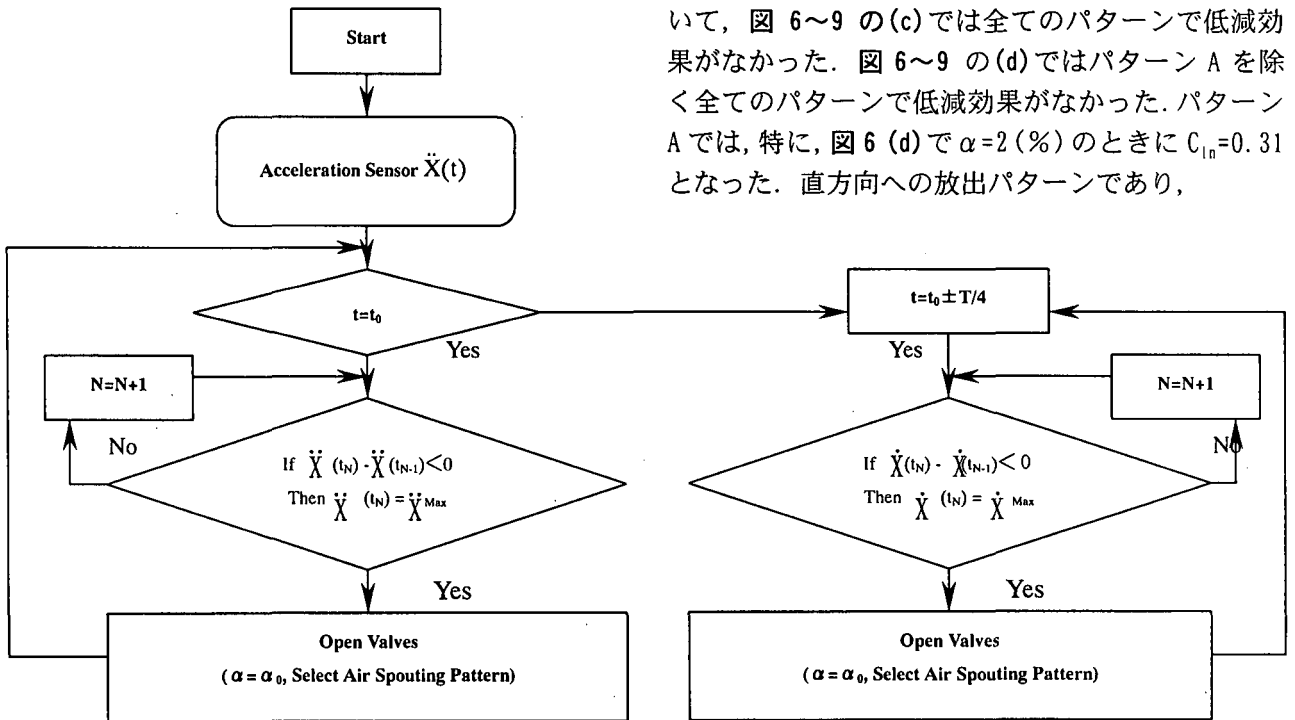 いて，図 6～9 の(c)では全てのパターンで低減効
果がなかった．図 6～9 の(d)ではパターン A を除
く全てのパターンで低減効果がなかった．パターン
A では，特に，図 6 (d)でα=2(%)のときに C_ln=0.31
となった．直方向への放出パターンであり，
Start
Acceleration Sensor Ẍ(t)
t=t₀
Yes
N=N+1
No
If Ẍ (t_N) -Ẍ(t_{N-1})<0
Then Ẍ (t_N) = Ẍ^Max
Yes
Open Valves
(α=α₀, Select Air Spouting Pattern)
t=t₀±T/4
Yes
N=N+1
No
If Ẋ(t_N) - Ẋ(t_{N-1})<0
Then Ẋ (t_N) = Ẋ Max
Yes
Open Valves
(α=α₀, Select Air Spouting Pattern)